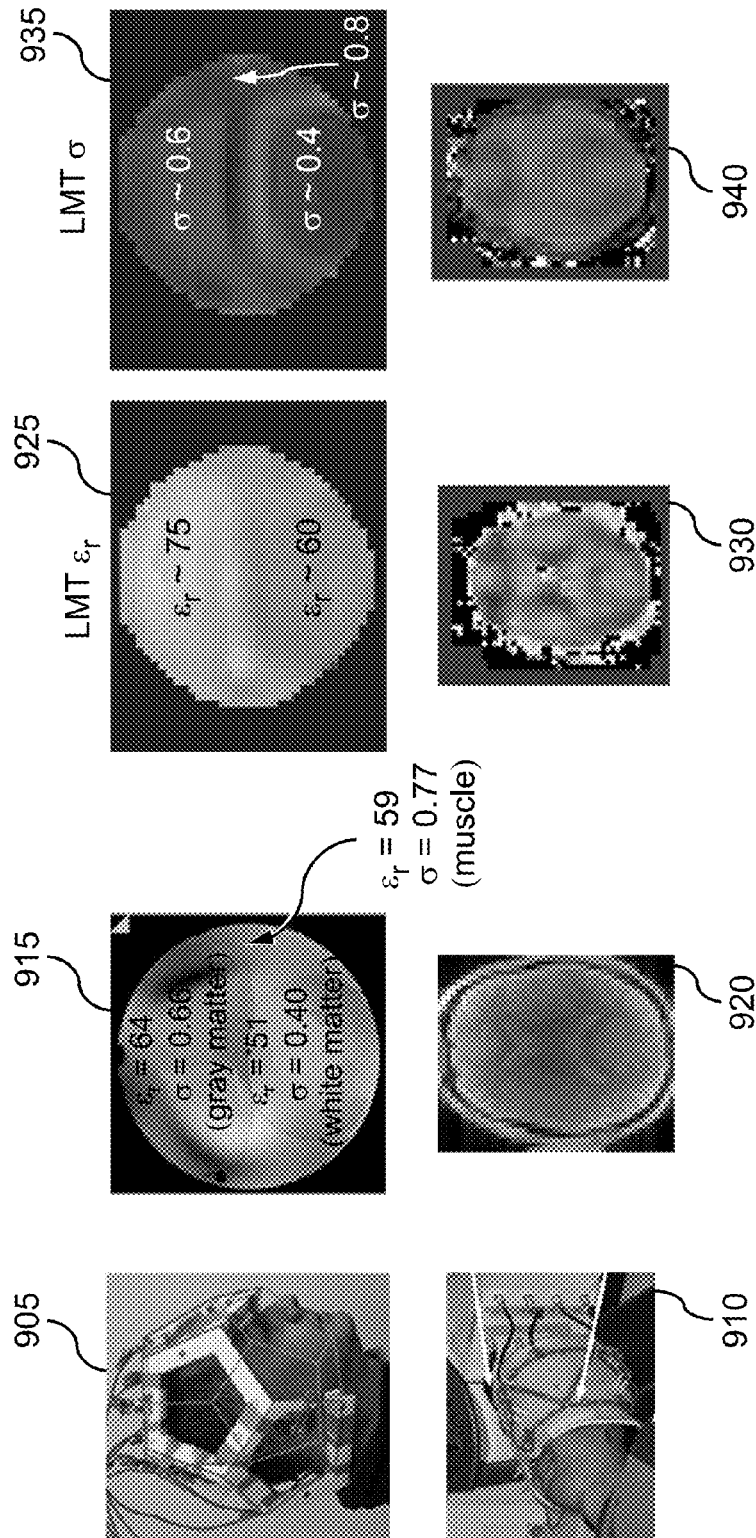 905
915
εr = 64
σ = 0.66
(gray matter)
εr = 51
σ = 0.40
(white matter)
εr = 59
σ = 0.77
(muscle)
LMT εr
925
εr ~ 75
εr ~ 60
LMT σ
935
σ ~ 0.6
σ ~ 0.4
σ ~ 0.8
910
920
930
940